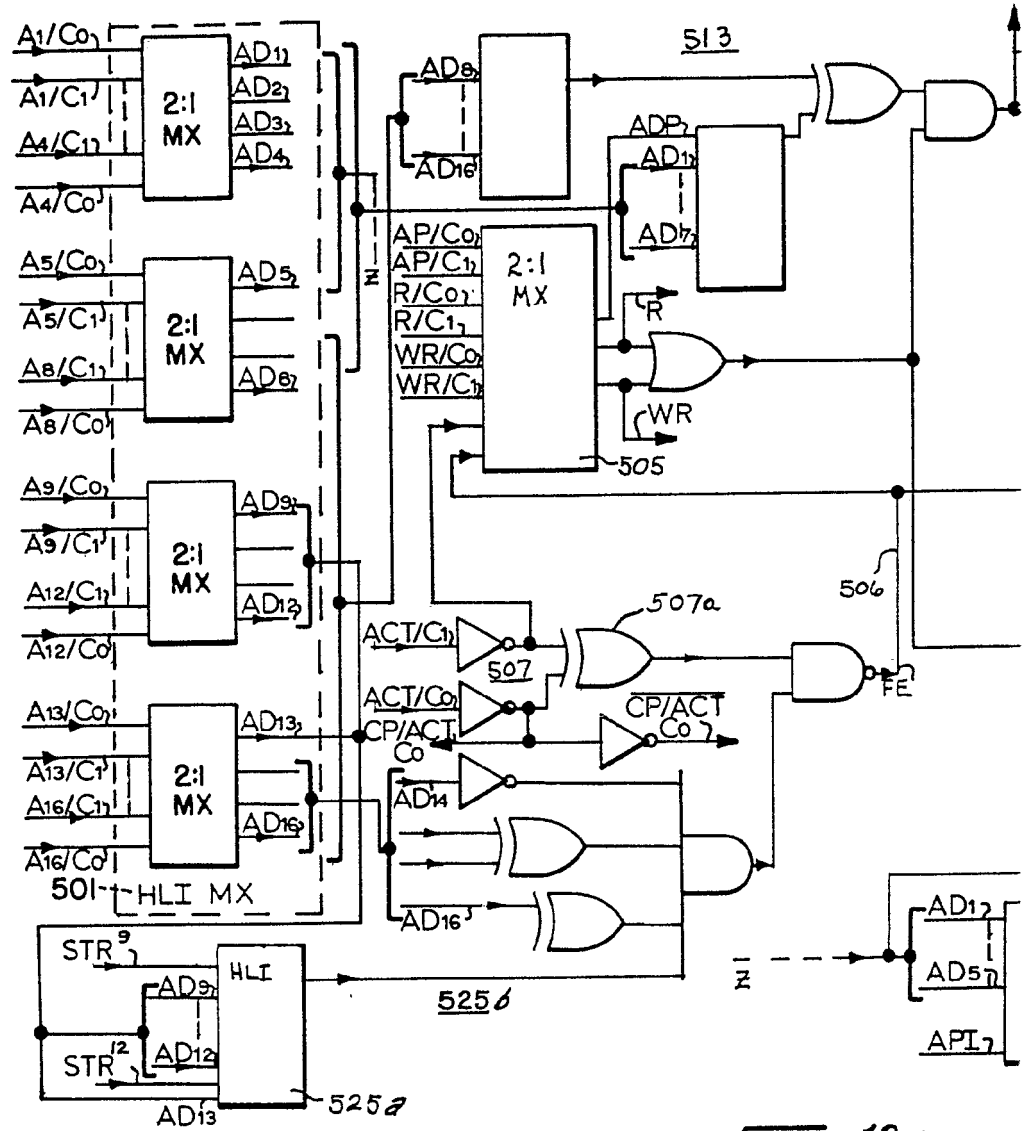 A1/C0
A1/C1
A4/C1
A4/C0
2:1
MX
AD1
AD2
AD3
AD4
A5/C0
A5/C1
A8/C1
A8/C0
2:1
MX
AD5
AD8
A9/C0
A9/C1
A12/C1
A12/C0
2:1
MX
AD9
AD12
A13/C0
A13/C1
A16/C1
A16/C0
2:1
MX
AD13
AD16
501
HLI MX
Z
513
AD8
AD16
ADP
AD1
AD7
AP/C0
AP/C1
R/C0
R/C1
WR/C0
WR/C1
2:1
MX
R
WR
505
506
507a
ACT/C1
507
ACT/C0
CP/ACT
C0
CP/ACT
C0
FE
AD14
AD16
STR 9
HLI
AD9
AD12
STR 12
AD13
525a
525b
Z
AD1
AD5
API